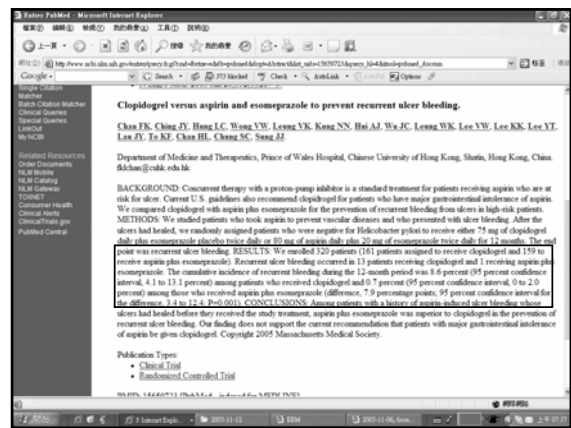 Entrez PubMed - Microsoft Internet Explorer
Search
Check
AutoLink
Options
Google
Single Citation
Matcher
Batch Citation Matcher
Clinical Queries
Special Queries
LinkOut
My NCBI
Related Resources
Order Documents
NLM Mobile
NLM Catalog
NLM Gateway
TOXNET
Consumer Health
Clinical Alerts
ClinicalTrials.gov
PubMed Central
Clopidogrel versus aspirin and esomeprazole to prevent recurrent ulcer bleeding.
Chan FK, Ching JY, Hung LC, Wong VW, Leung VK, Kung NN, Hui AJ, Wu JC, Leung WK, Lee VW, Lee KK, Lee YT,
Lau JY, To KF, Chan HL, Chung SC, Sung JJ.
Department of Medicine and Therapeutics, Prince of Wales Hospital, Chinese University of Hong Kong, Shatin, Hong Kong, China.
fklchan@cuhk.edu.hk
BACKGROUND: Concurrent therapy with a proton-pump inhibitor is a standard treatment for patients receiving aspirin who are at
risk for ulcer. Current U.S. guidelines also recommend clopidogrel for patients who have major gastrointestinal intolerance of aspirin.
We compared clopidogrel with aspirin plus esomeprazole for the prevention of recurrent bleeding from ulcers in high-risk patients.
METHODS: We studied patients who took aspirin to prevent vascular diseases and who presented with ulcer bleeding. After the
ulcers had healed, we randomly assigned patients who were negative for Helicobacter pylori to receive either 75 mg of clopidogrel
daily plus esomeprazole placebo twice daily or 80 mg of aspirin daily plus 20 mg of esomeprazole twice daily for 12 months. The end
point was recurrent ulcer bleeding. RESULTS: We enrolled 320 patients (161 patients assigned to receive clopidogrel and 159 to
receive aspirin plus esomeprazole). Recurrent ulcer bleeding occurred in 13 patients receiving clopidogrel and 1 receiving aspirin plus
esomeprazole. The cumulative incidence of recurrent bleeding during the 12-month period was 8.6 percent (95 percent confidence
interval, 4.1 to 13.1 percent) among patients who received clopidogrel and 0.7 percent (95 percent confidence interval, 0 to 2.0
percent) among those who received aspirin plus esomeprazole (difference, 7.9 percentage points; 95 percent confidence interval for
the difference, 3.4 to 12.4; P=0.001). CONCLUSIONS: Among patients with a history of aspirin-induced ulcer bleeding whose
ulcers had healed before they received the study treatment, aspirin plus esomeprazole was superior to clopidogrel in the prevention of
recurrent ulcer bleeding. Our finding does not support the current recommendation that patients with major gastrointestinal intolerance
of aspirin be given clopidogrel. Copyright 2005 Massachusetts Medical Society.
Publication Types:
Clinical Trial
Randomized Controlled Trial
2005-11-12
EBM